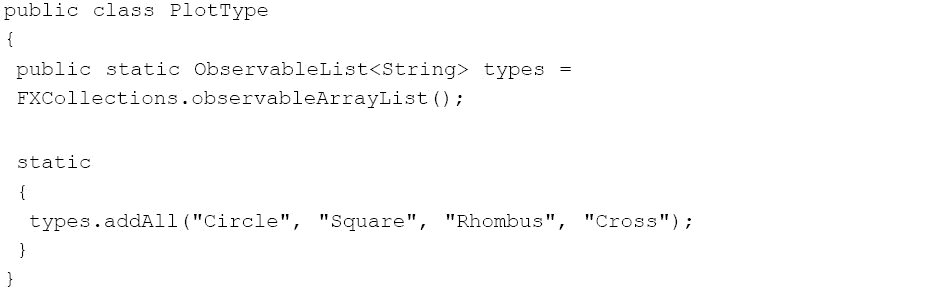 public class PlotType
{
public static ObservableList<String> types =
FXCollections.observableArrayList();
static
{
types.addAll("Circle", "Square", "Rhombus", "Cross");
}
}